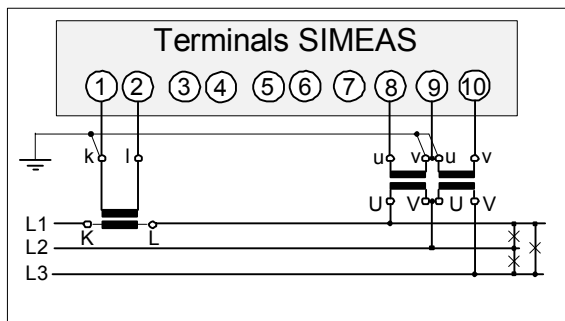 Terminals SIMEAS
1 2 3 4 5 6 7 8 9 10
k l u v u v
U V U V
L1 K L
L2
L3